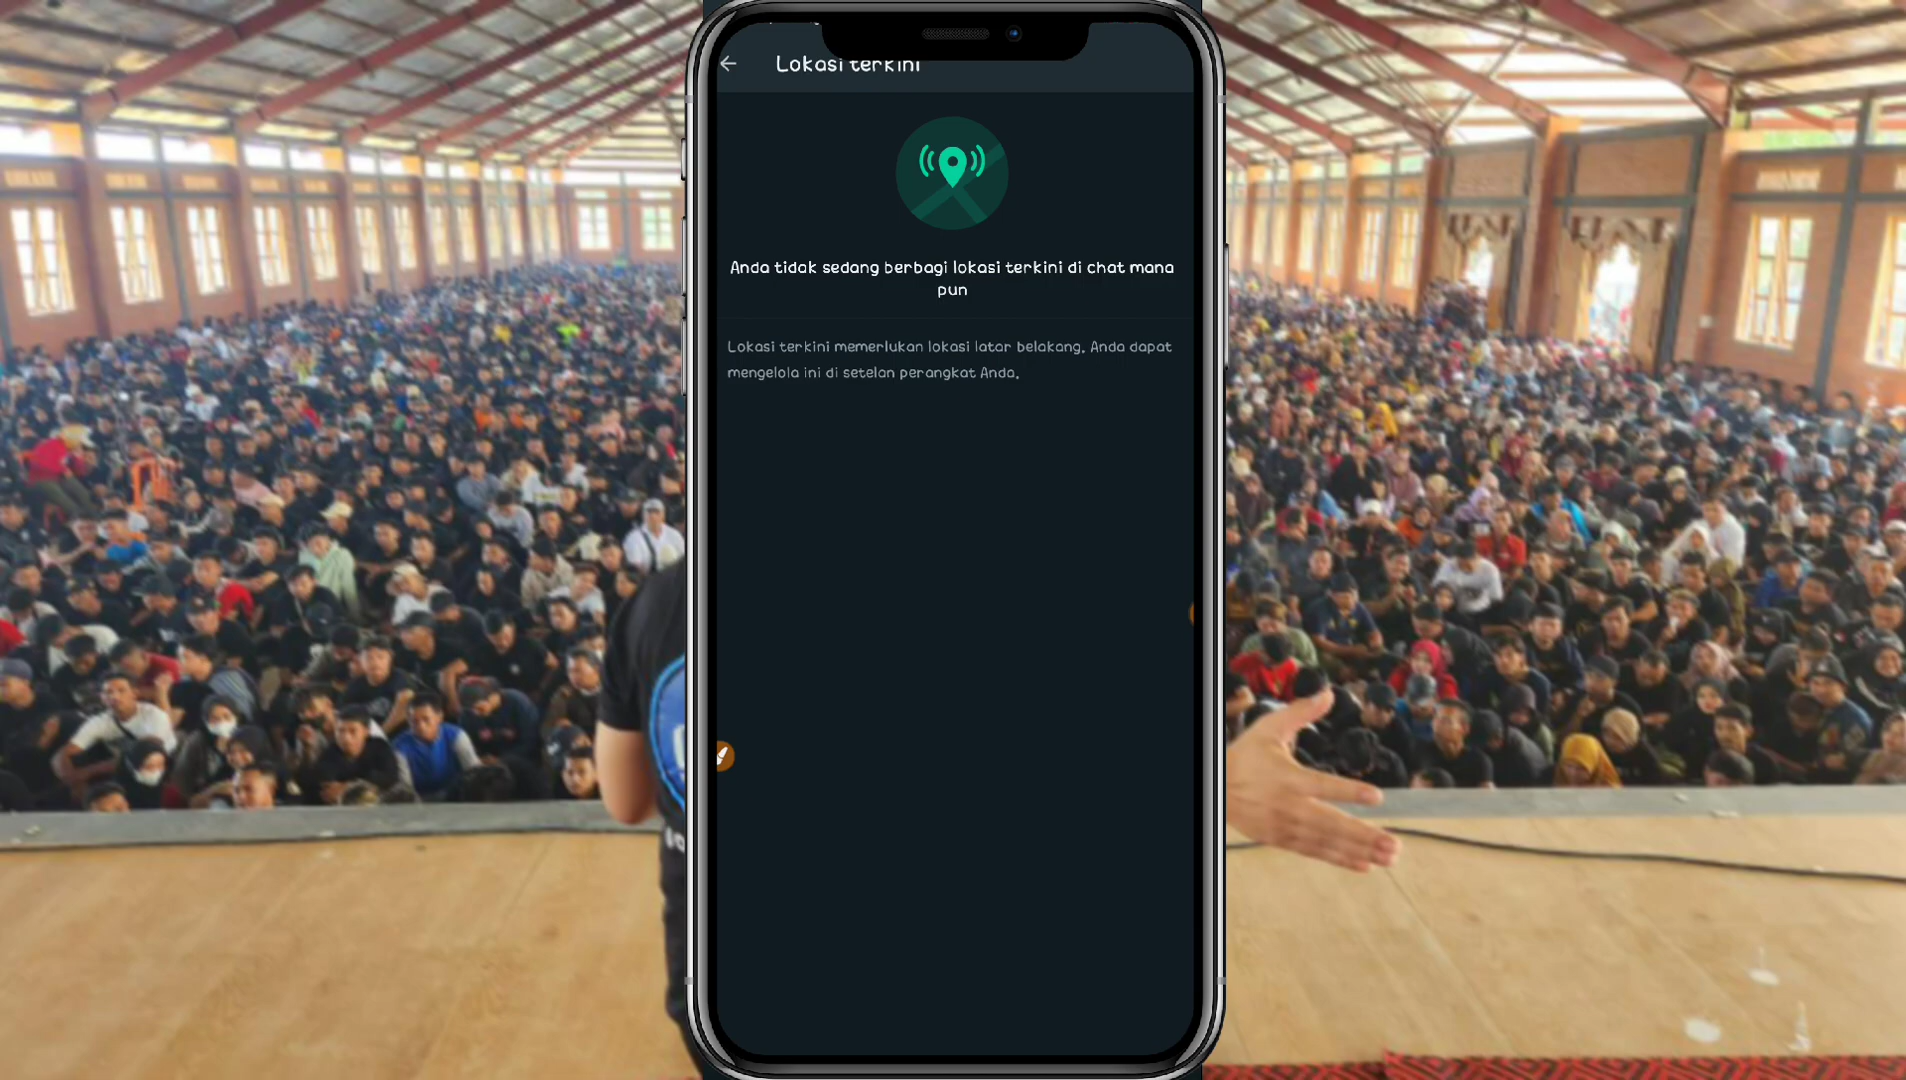 Lokasi terkini
Anda tidak sedang berbagi lokasi terkini di chat mana
pun
Lokasi terkini memerlukan lokasi latar belakang. Anda dapat
mengelola ini di setelan perangkat Anda.